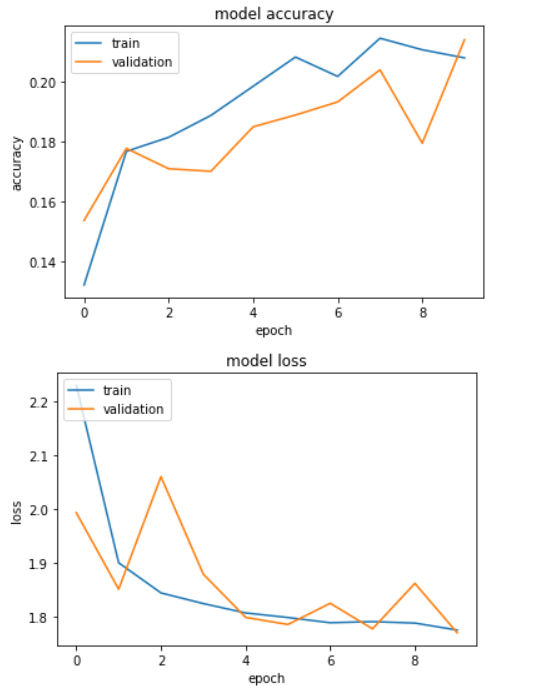 model accuracy
train
validation
0.20
0.18
0.16
0.14
accuracy
0 2 4 6 8
epoch
model loss
train
validation
2.2
2.1
2.0
1.9
1.8
loss
0 2 4 6 8
epoch